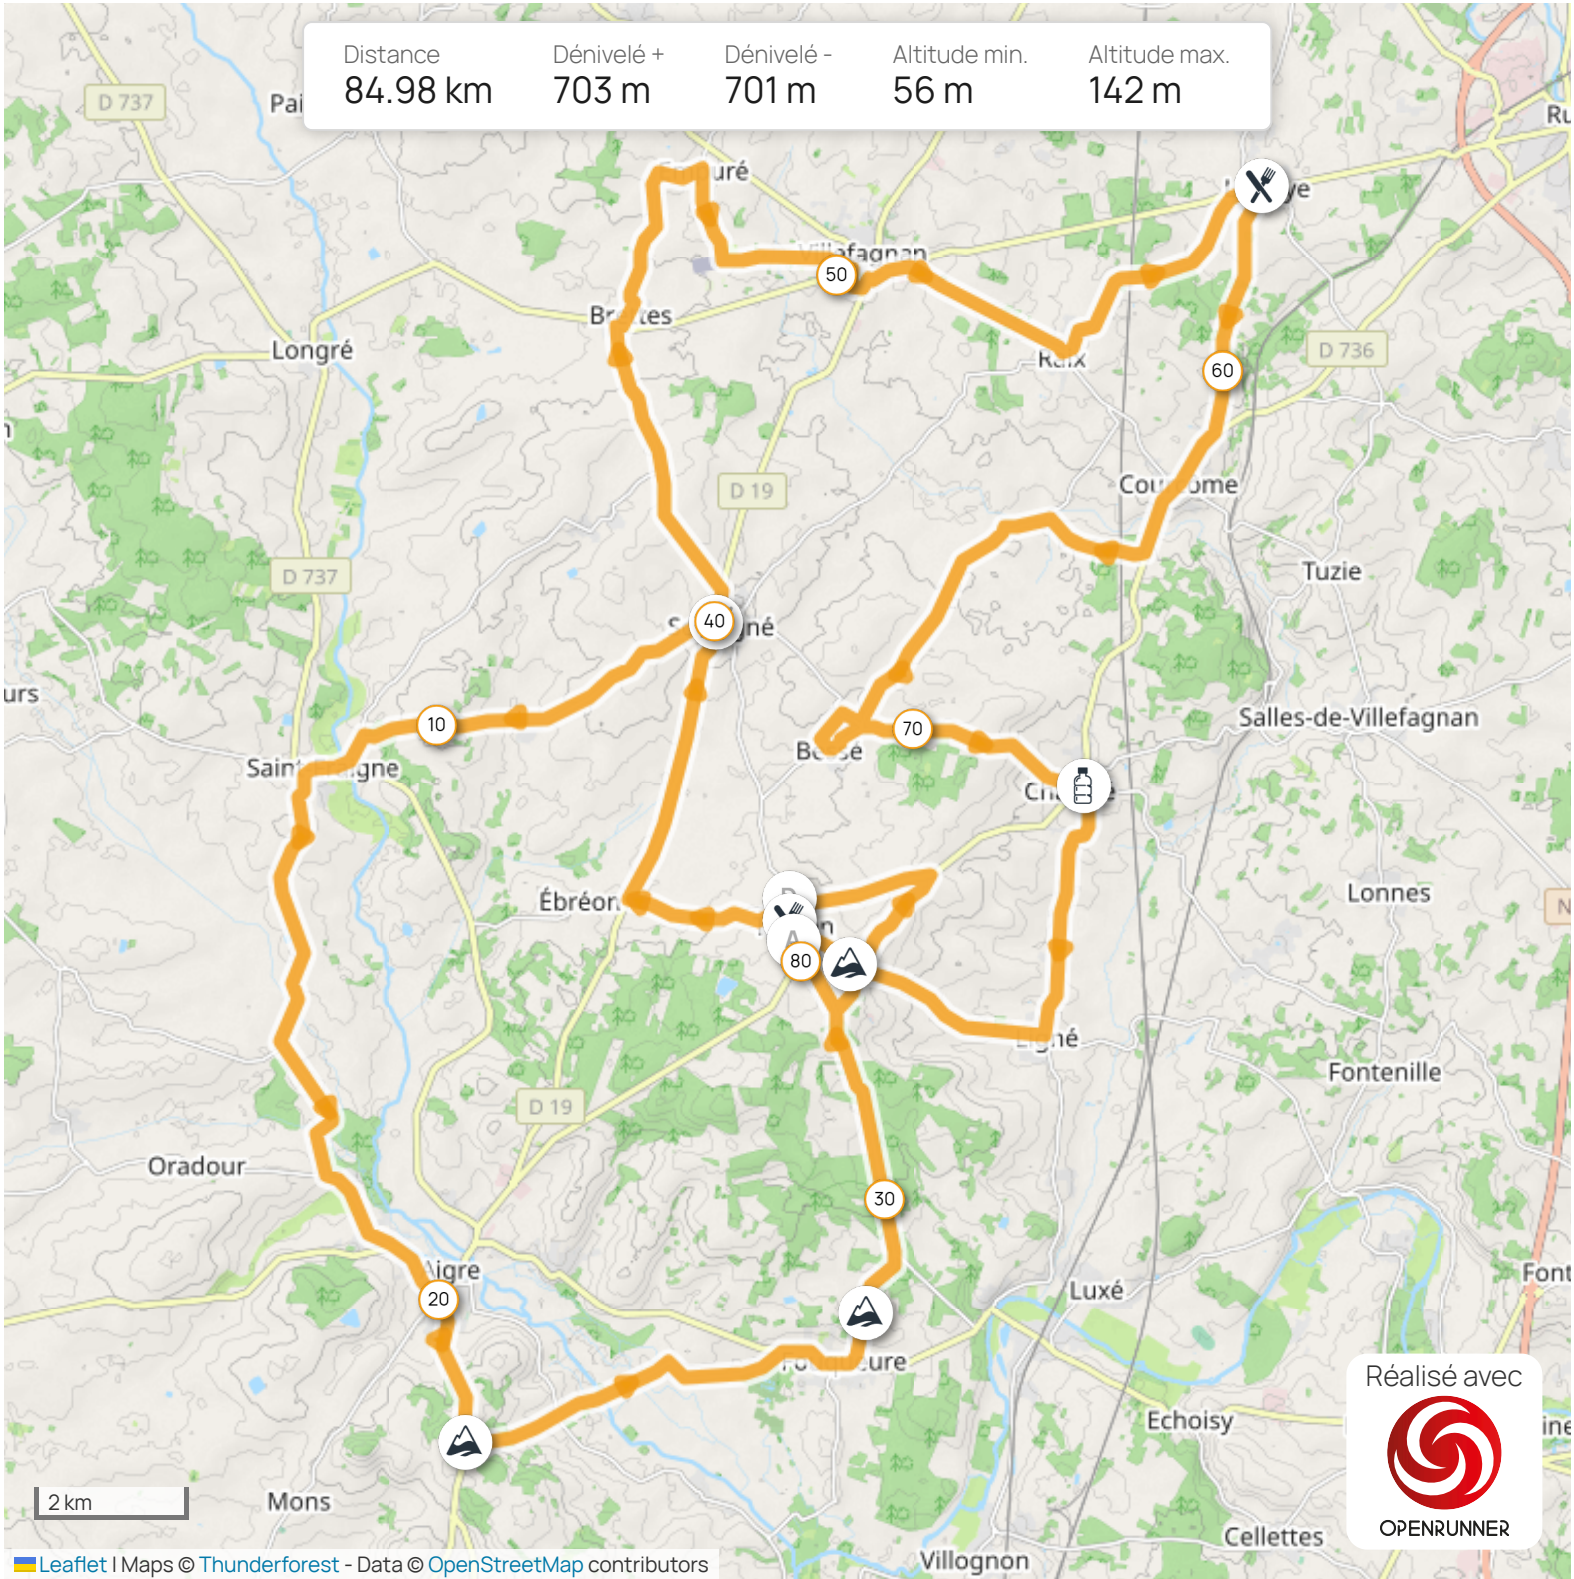 Distance
84.98 km
Dénivelé +
703 m
Dénivelé -
701 m
Altitude min.
56 m
Altitude max.
142 m
D 737
50
Longré
D 736
60
D 19
Tuzie
D 737
40
10
70
Salles-de-Villefagnan
Lonnes
80
Fontenille
D 19
Oradour
30
Aigre
20
Luxé
Echoisy
Mons
Cellettes
Villognon
2 km
Réalisé avec
OPENRUNNER
Leaflet | Maps © Thunderforest - Data © OpenStreetMap contributors